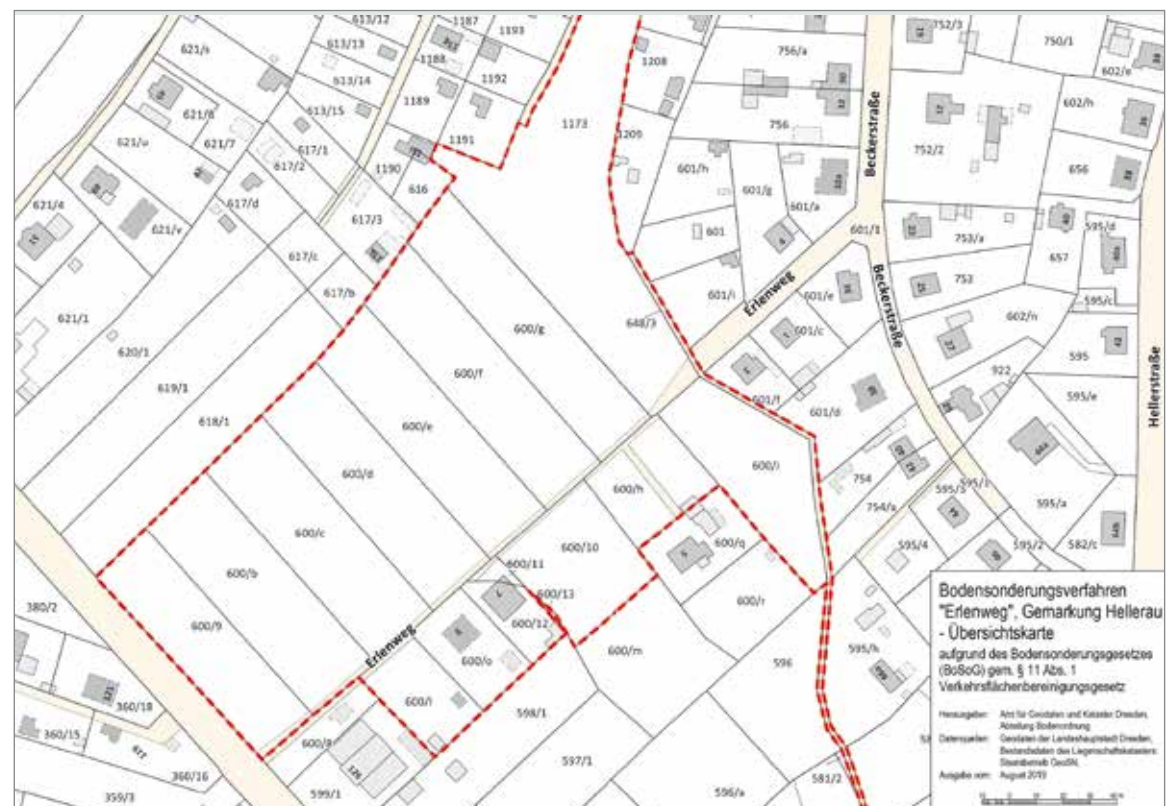 613/12
1187
1193
613/13
621/s
1188
613/14
1192
1208
756/a
752/3
750/1
602/e
621/8
613/15
1189
602/h
621/u
621/7
617/1
1190
1191
1173
1209
756
Beckerstraße
752/2
617/2
616
601/h
601/g
32a
656
621/4
617/d
617/3
601/a
621/v
601
601/1
753/a
595/d
657
617/c
601/i
Erlenweg
601/e
Beckerstraße
753
621/1
617/b
648/3
600/g
601/c
602/n
595/c
620/1
595
Hellerstraße
619/1
600/f
601/f
922
595/e
618/1
600/e
601/d
600/d
600/i
754
600/h
754/a
595/3
595/1
595/a
600/c
600/10
600/q
595/4
595/2
582/c
600/b
600/11
600/13
600/r
380/2
600/9
600/12
Erlenweg
600/o
600/m
596
595/h
121
360/18
600/l
598/1
360/15
600/8
126
597/1
360/16
599/1
596/a
581/2
359/3
Bodensonderungsverfahren
"Erlenweg", Gemarkung Hellerau
- Übersichtskarte
aufgrund des Bodensonderungsgesetzes
(BoSoG) gem. § 11 Abs. 1
Verkehrsflächenbereinigungsgesetz
Herausgeber: Amt für Geodaten und Kataster Dresden,
Abteilung Bodenordnung
Datenquellen: Geodaten der Landeshauptstadt Dresden,
Bestandsdaten des Liegenschaftskatasters:
Staatsbetrieb GeoSN,
Ausgabe vom: August 2019